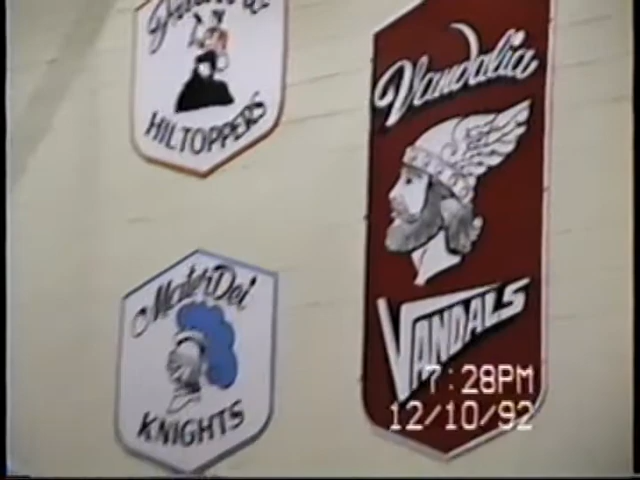 HILTOPPERS
Vandalia
VANDALS
Mater Dei
KNIGHTS
7:28PM
12/10/92